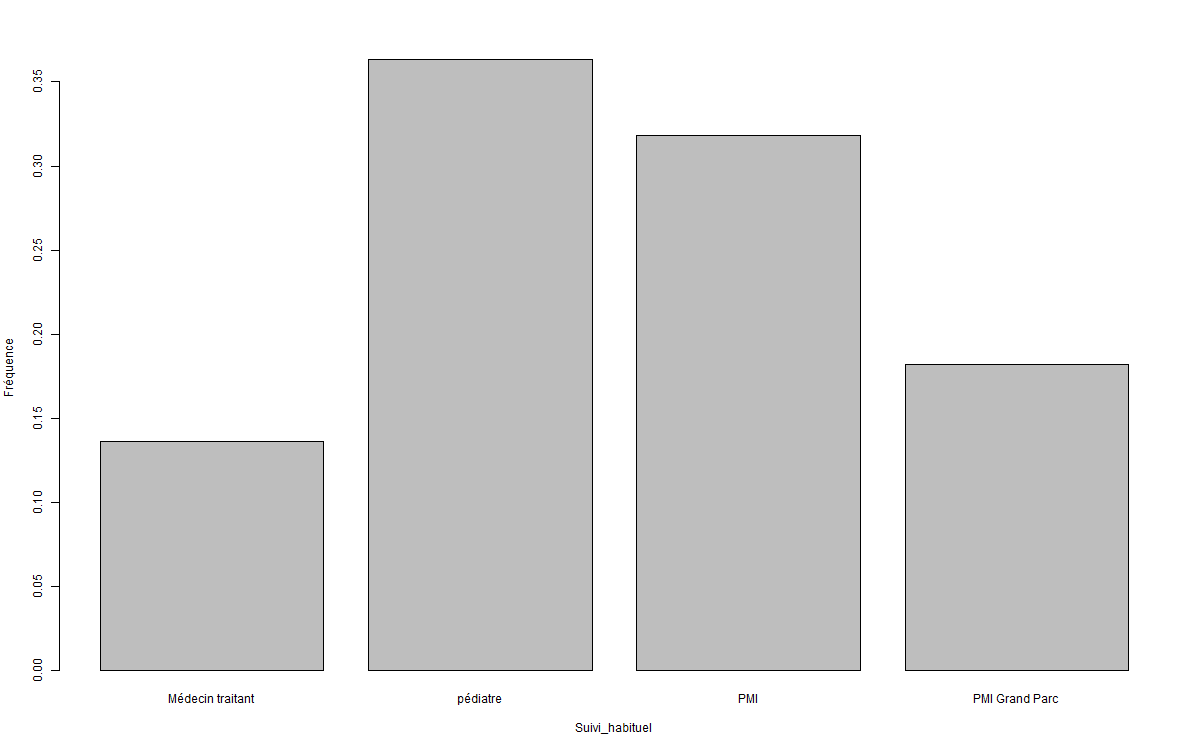 Fréquence
0.35
0.30
0.25
0.20
0.15
0.10
0.05
0.00
Médecin traitant
pédiatre
PMI
PMI Grand Parc
Suivi_habituel